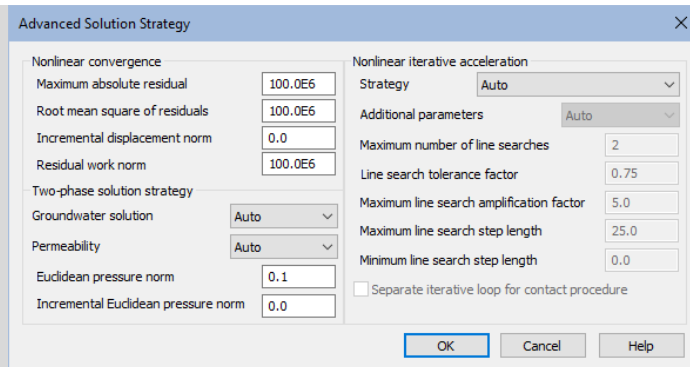 Advanced Solution Strategy
Nonlinear convergence
Maximum absolute residual 100.0E6
Root mean square of residuals 100.0E6
Incremental displacement norm 0.0
Residual work norm 100.0E6
Two-phase solution strategy
Groundwater solution Auto
Permeability Auto
Euclidean pressure norm 0.1
Incremental Euclidean pressure norm 0.0
Nonlinear iterative acceleration
Strategy Auto
Additional parameters Auto
Maximum number of line searches 2
Line search tolerance factor 0.75
Maximum line search amplification factor 5.0
Maximum line search step length 25.0
Minimum line search step length 0.0
Separate iterative loop for contact procedure
OK Cancel Help